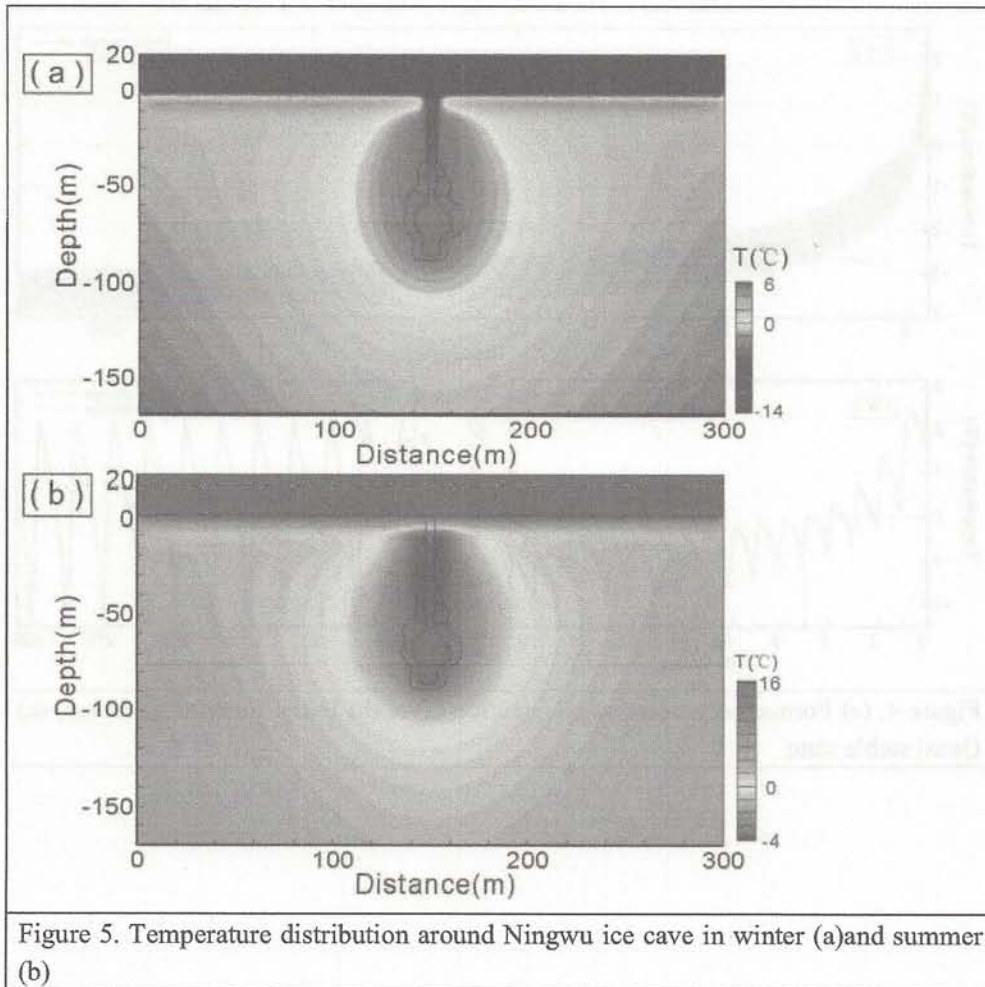 (a)
20
0
-50
-100
-150
Depth(m)
0 100 200 300
Distance(m)
T(℃)
6
0
-14
(b)
20
0
-50
-100
-150
Depth(m)
0 100 200 300
Distance(m)
T(℃)
16
0
-4
Figure 5. Temperature distribution around Ningwu ice cave in winter (a)and summer
(b)